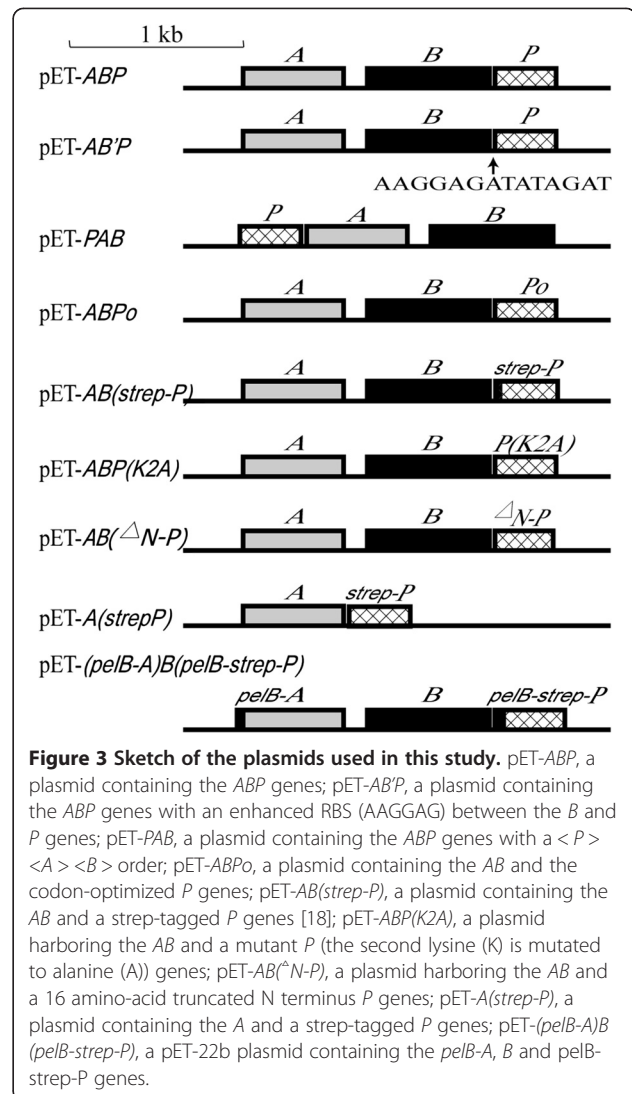 1 kb
A B P
pET-ABP
A B P
pET-AB'P
AAGGAGATATAGAT
P A B
pET-PAB
A B Po
pET-ABPo
A B strep-P
pET-AB(strep-P)
A B P(K2A)
pET-ABP(K2A)
A B △N-P
pET-AB(△N-P)
A strep-P
pET-A(strepP)
pET-(pelB-A)B(pelB-strep-P)
pelB-A B pelB-strep-P
Figure 3 Sketch of the plasmids used in this study. pET-ABP, a
plasmid containing the ABP genes; pET-AB'P, a plasmid containing
the ABP genes with an enhanced RBS (AAGGAG) between the B and
P genes; pET-PAB, a plasmid containing the ABP genes with a < P >
<A > <B > order; pET-ABPo, a plasmid containing the AB and the
codon-optimized P genes; pET-AB(strep-P), a plasmid containing the
AB and a strep-tagged P genes [18]; pET-ABP(K2A), a plasmid
harboring the AB and a mutant P (the second lysine (K) is mutated
to alanine (A)) genes; pET-AB(△N-P), a plasmid harboring the AB and
a 16 amino-acid truncated N terminus P genes; pET-A(strep-P), a
plasmid containing the A and a strep-tagged P genes; pET-(pelB-A)B
(pelB-strep-P), a pET-22b plasmid containing the pelB-A, B and pelB-
strep-P genes.